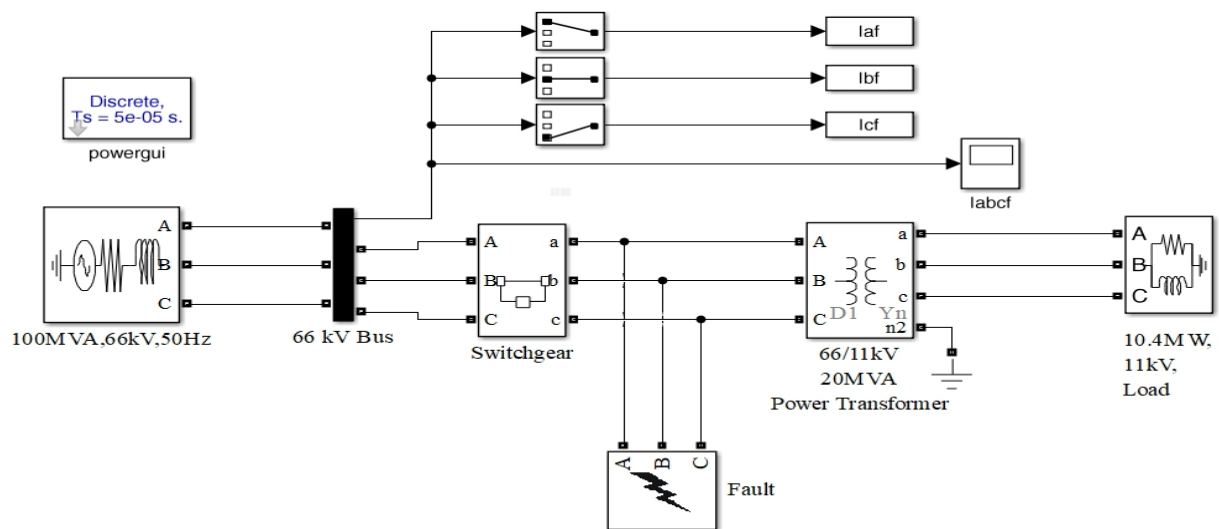 Iaf
Ibf
Icf
Discrete,
Ts = 5e-05 s.
powergui
Iabcf
A
B
C
100MVA,66kV,50Hz
66 kV Bus
A a
B b
C c
Switchgear
A a
B b
C c
D1 Yn
n2
66/11kV
20MVA
Power Transformer
A
B
C
10.4MW,
11kV,
Load
A B C
Fault